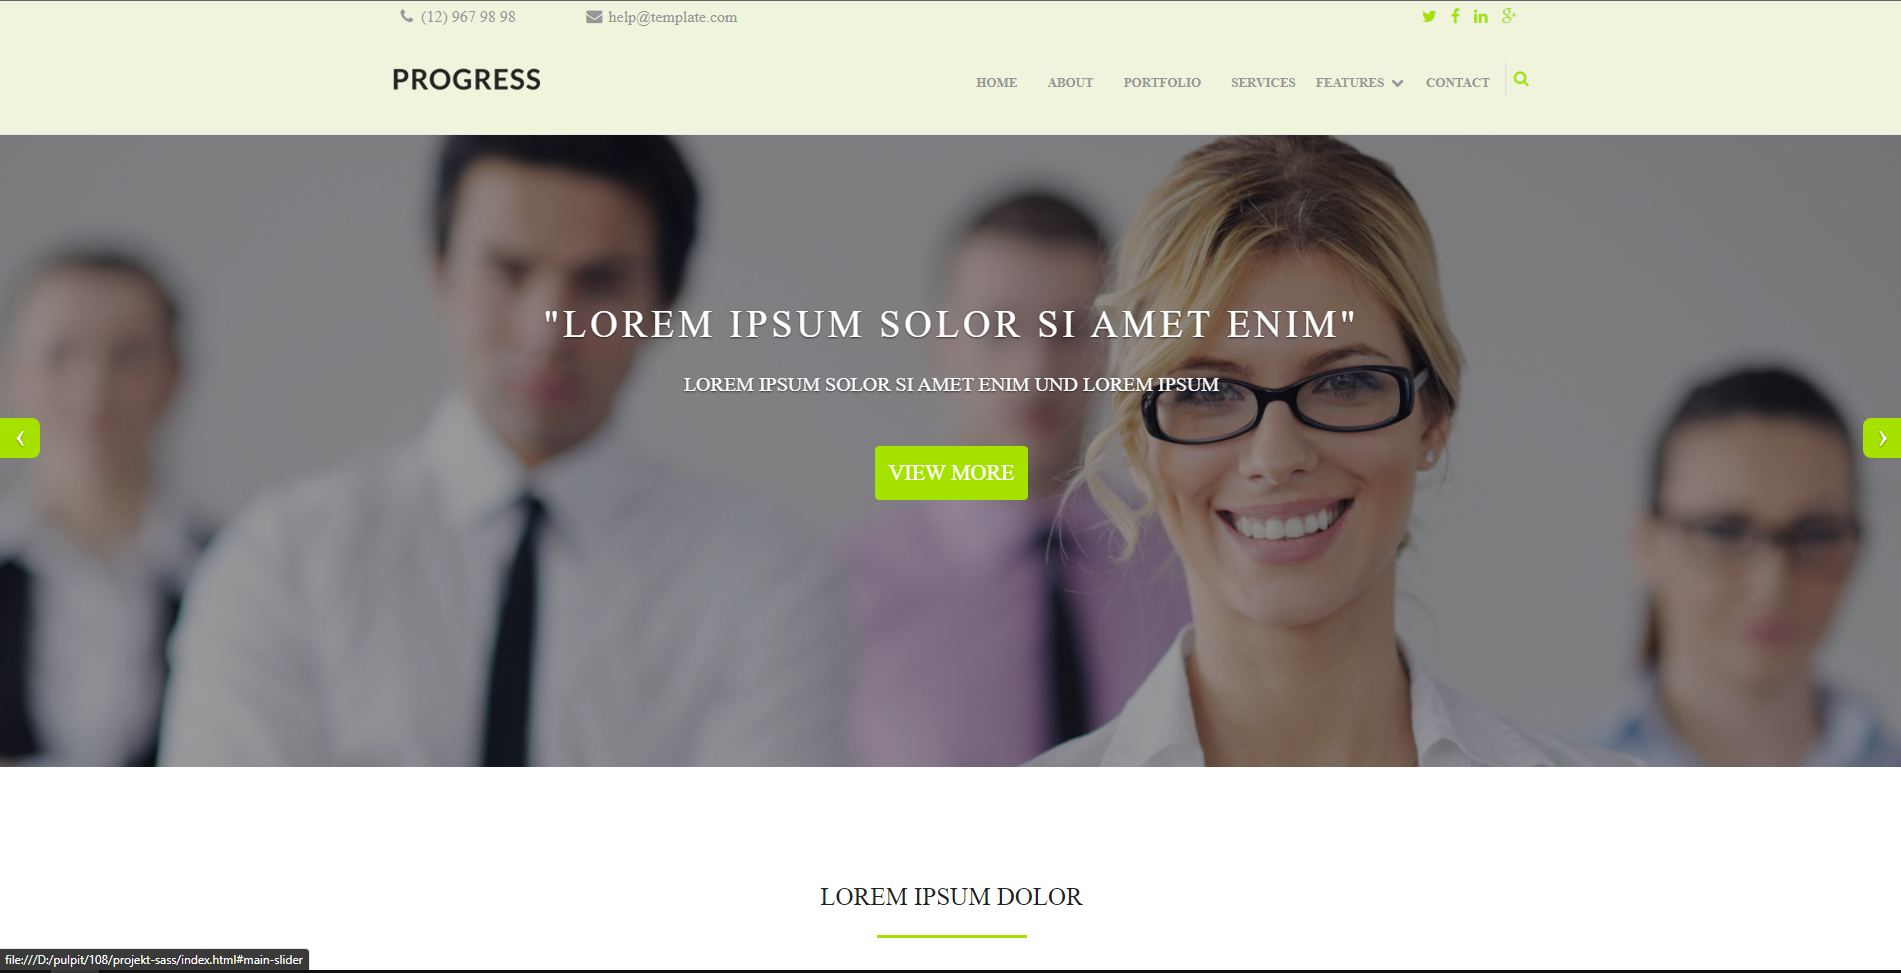 (12) 967 98 98 help@template.com
PROGRESS
HOME ABOUT PORTFOLIO SERVICES FEATURES CONTACT
"LOREM IPSUM SOLOR SI AMET ENIM"
LOREM IPSUM SOLOR SI AMET ENIM UND LOREM IPSUM
VIEW MORE
LOREM IPSUM DOLOR
file:///D:/pulpit/108/projekt-sass/index.html#main-slider